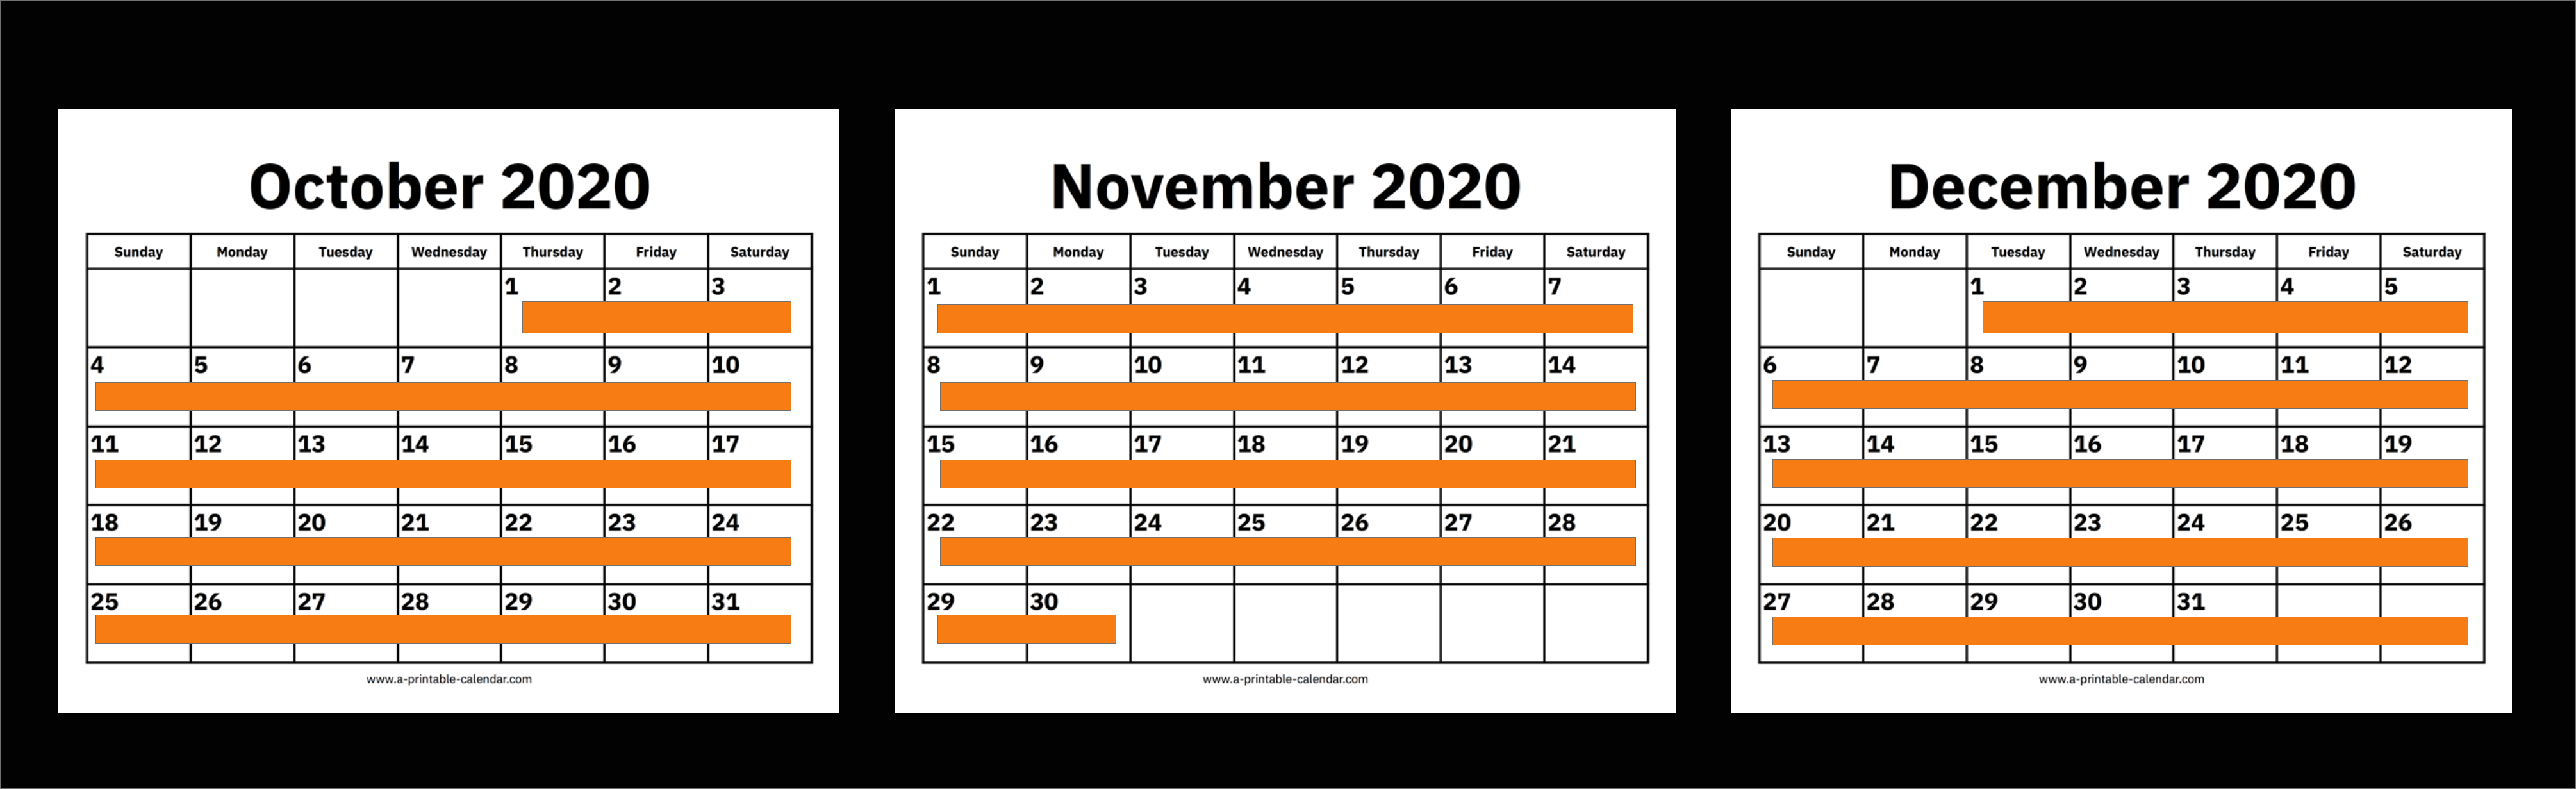 October 2020
Sunday Monday Tuesday Wednesday Thursday Friday Saturday
1 2 3
4 5 6 7 8 9 10
11 12 13 14 15 16 17
18 19 20 21 22 23 24
25 26 27 28 29 30 31
www.a-printable-calendar.com
November 2020
Sunday Monday Tuesday Wednesday Thursday Friday Saturday
1 2 3 4 5 6 7
8 9 10 11 12 13 14
15 16 17 18 19 20 21
22 23 24 25 26 27 28
29 30
www.a-printable-calendar.com
December 2020
Sunday Monday Tuesday Wednesday Thursday Friday Saturday
1 2 3 4 5
6 7 8 9 10 11 12
13 14 15 16 17 18 19
20 21 22 23 24 25 26
27 28 29 30 31
www.a-printable-calendar.com